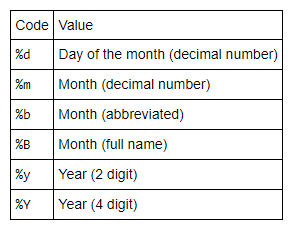 Code Value
%d Day of the month (decimal number)
%m Month (decimal number)
%b Month (abbreviated)
%B Month (full name)
%y Year (2 digit)
%Y Year (4 digit)